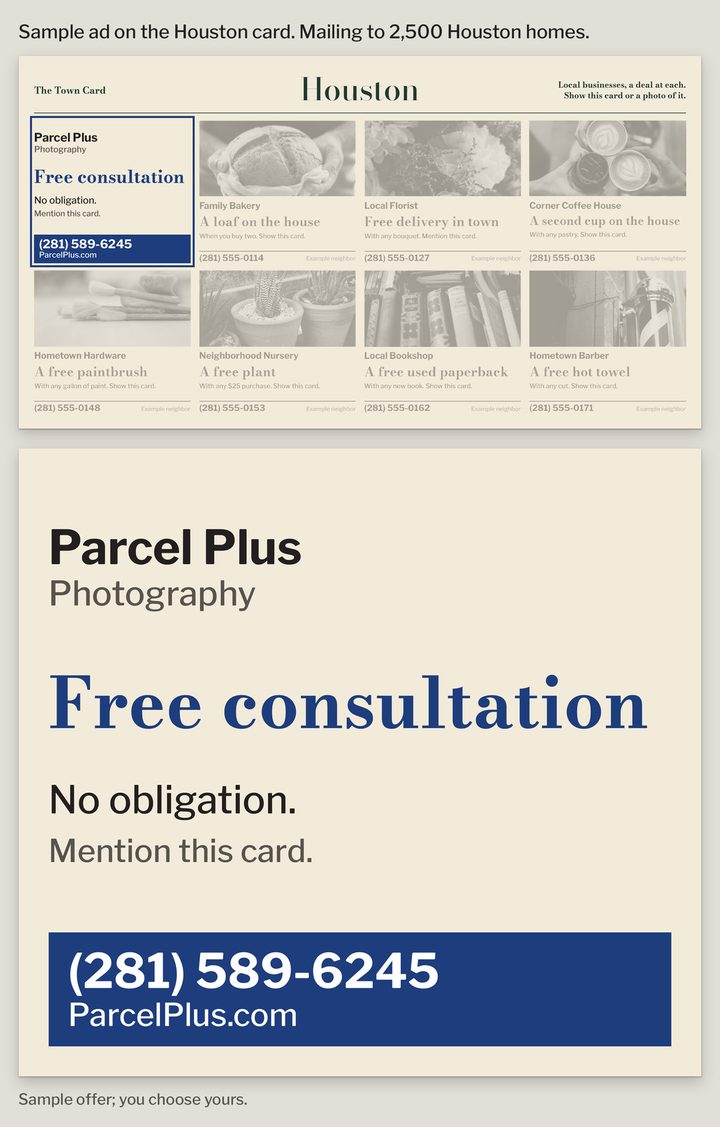 Sample ad on the Houston card. Mailing to 2,500 Houston homes.
The Town Card
Houston
Local businesses, a deal at each.
Show this card or a photo of it.
Parcel Plus
Photography
Free consultation
No obligation.
Mention this card.
(281) 589-6245
ParcelPlus.com
Family Bakery
A loaf on the house
When you buy two. Show this card.
(281) 555-0114
Example neighbor
Local Florist
Free delivery in town
With any bouquet. Mention this card.
(281) 555-0127
Example neighbor
Corner Coffee House
A second cup on the house
With any pastry. Show this card.
(281) 555-0136
Example neighbor
Hometown Hardware
A free paintbrush
With any gallon of paint. Show this card.
(281) 555-0148
Example neighbor
Neighborhood Nursery
A free plant
With any $25 purchase. Show this card.
(281) 555-0153
Example neighbor
Local Bookshop
A free used paperback
With any new book. Show this card.
(281) 555-0162
Example neighbor
Hometown Barber
A free hot towel
With any cut. Show this card.
(281) 555-0171
Example neighbor
Parcel Plus
Photography
Free consultation
No obligation.
Mention this card.
(281) 589-6245
ParcelPlus.com
Sample offer; you choose yours.